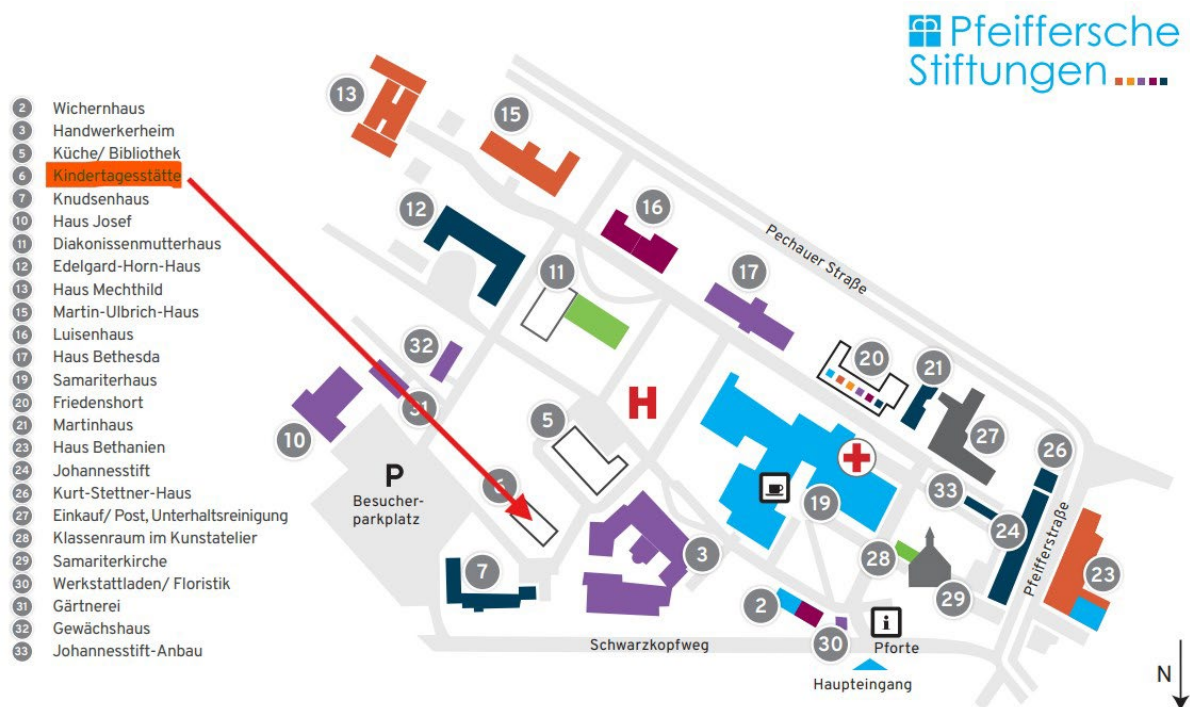 Pfeiffersche
Stiftungen
2 Wichernhaus
3 Handwerkerheim
5 Küche/ Bibliothek
6 Kindertagesstätte
7 Knudsenhaus
10 Haus Josef
11 Diakonissenmutterhaus
12 Edelgard-Horn-Haus
13 Haus Mechthild
15 Martin-Ulbrich-Haus
16 Luisenhaus
17 Haus Bethesda
19 Samariterhaus
20 Friedenshort
21 Martinhaus
23 Haus Bethanien
24 Johannesstift
26 Kurt-Stettner-Haus
27 Einkauf/ Post, Unterhaltsreinigung
28 Klassenraum im Kunstatelier
29 Samariterkirche
30 Werkstattladen/ Floristik
31 Gärtnerei
32 Gewächshaus
33 Johannesstift-Anbau
13
15
12
16
11
17
Pechauer Straße
32
31
10
20
21
27
26
H
5
P
Besucher-
parkplatz
6
19
33
24
Pfeifferstraße
23
3
7
28
29
2
30
i
Pforte
Schwarzkopfweg
Haupteingang
N